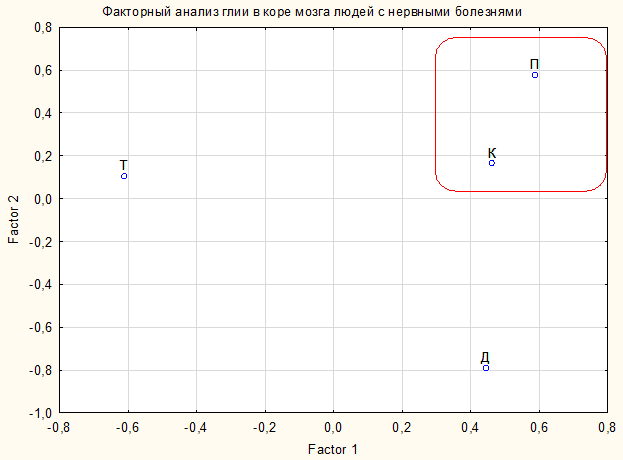 Факторный анализ глии в коре мозга людей с нервными болезнями
0,8
0,6
0,4
0,2
0,0
-0,2
-0,4
-0,6
-0,8
-1,0
Factor 2
П
К
Т
Д
-0,8 -0,6 -0,4 -0,2 0,0 0,2 0,4 0,6 0,8
Factor 1